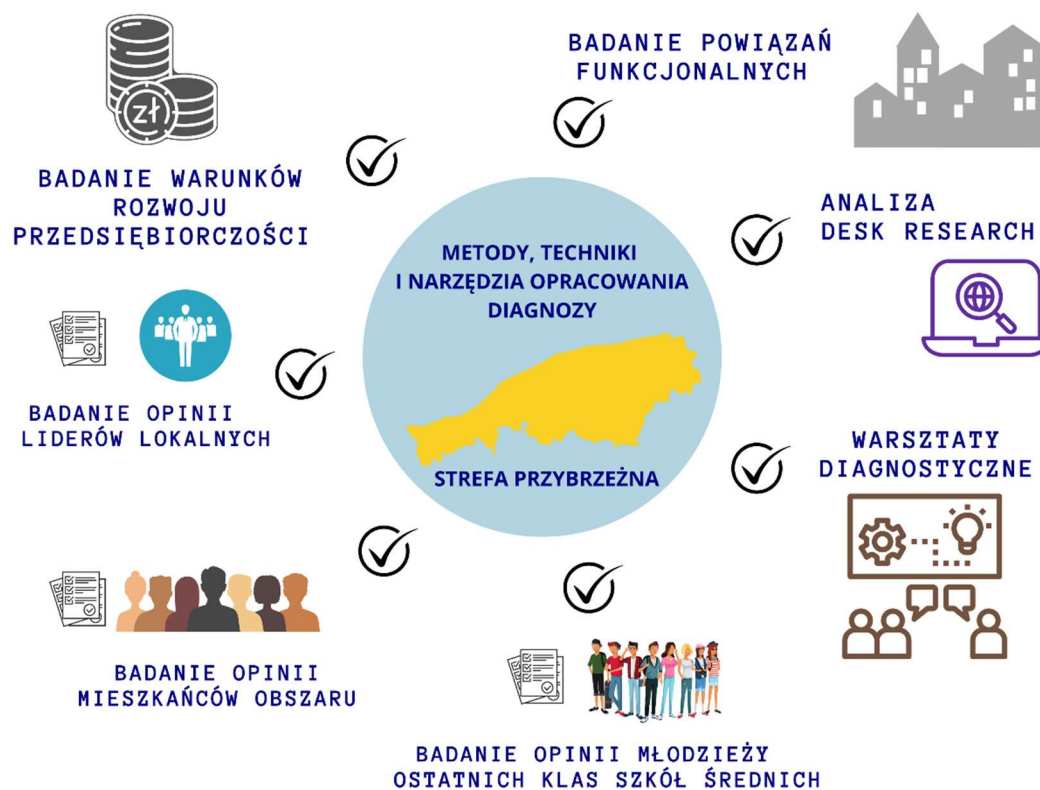 BADANIE POWIĄZAŃ
FUNKCJONALNYCH
zł
BADANIE WARUNKÓW
ROZWOJU
PRZEDSIĘBIORCZOŚCI
ANALIZA
DESK RESEARCH
METODY, TECHNIKI
I NARZĘDZIA OPRACOWANIA
DIAGNOZY
STREFA PRZYBRZEŻNA
BADANIE OPINII
LIDERÓW LOKALNYCH
WARSZTATY
DIAGNOSTYCZNE
BADANIE OPINII
MIESZKAŃCÓW OBSZARU
BADANIE OPINII MŁODZIEŻY
OSTATNICH KLAS SZKÓŁ ŚREDNICH